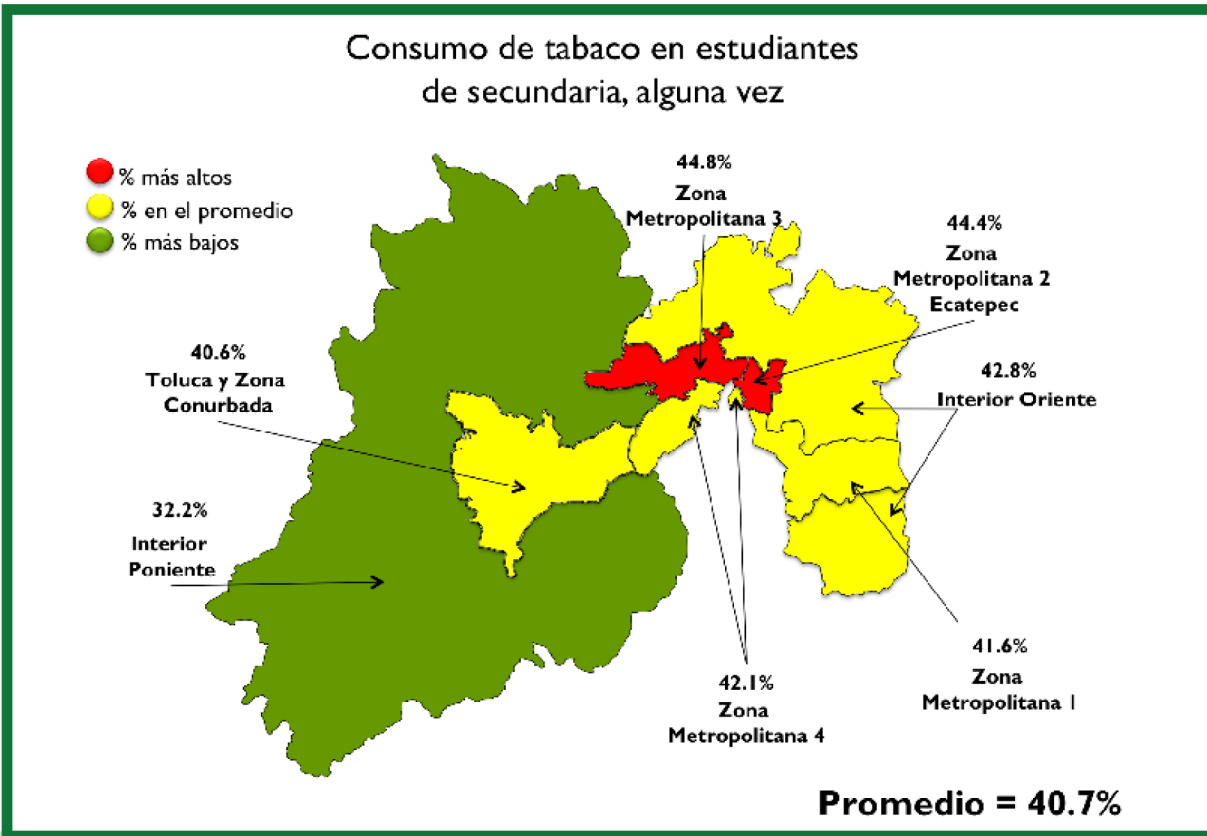 Consumo de tabaco en estudiantes
de secundaria, alguna vez
% más altos
% en el promedio
% más bajos
44.8%
Zona
Metropolitana 3
44.4%
Zona
Metropolitana 2
Ecatepec
40.6%
Toluca y Zona
Conurbada
42.8%
Interior Oriente
32.2%
Interior
Poniente
41.6%
Zona
Metropolitana 1
42.1%
Zona
Metropolitana 4
Promedio = 40.7%